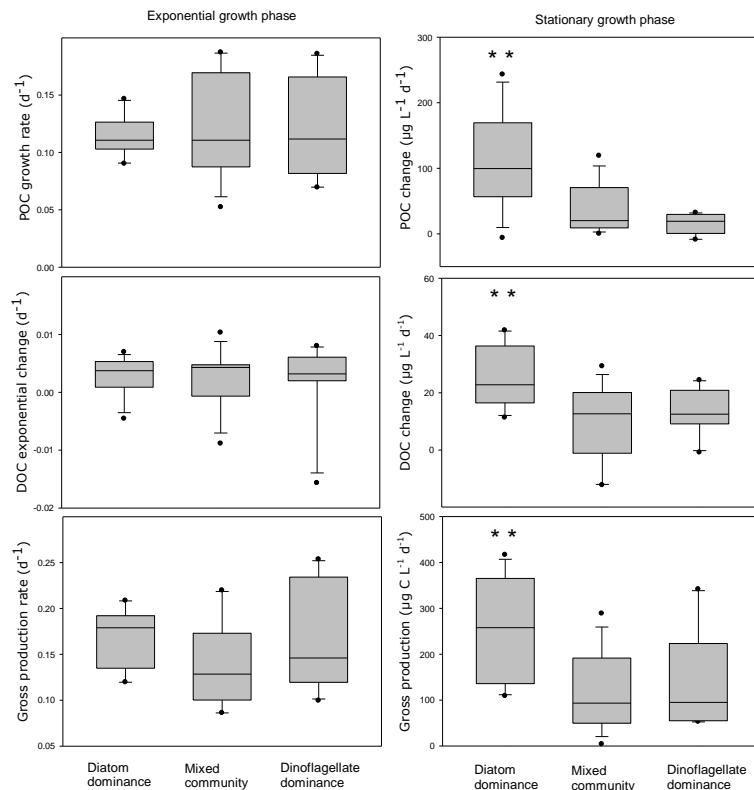 Exponential growth phase
Stationary growth phase
POC growth rate (d⁻¹)
0.15
0.10
0.05
0.00
POC change (µg L⁻¹ d⁻¹)
300
200
100
0
* *
DOC exponential change (d⁻¹)
0.01
0.00
-0.01
-0.02
DOC change (µg L⁻¹ d⁻¹)
60
40
20
0
* *
Gross production rate (d⁻¹)
0.25
0.20
0.15
0.10
0.05
Gross production (µg C L⁻¹ d⁻¹)
500
400
300
200
100
0
* *
Diatom
dominance
Mixed
community
Dinoflagellate
dominance
Diatom
dominance
Mixed
community
Dinoflagellate
dominance